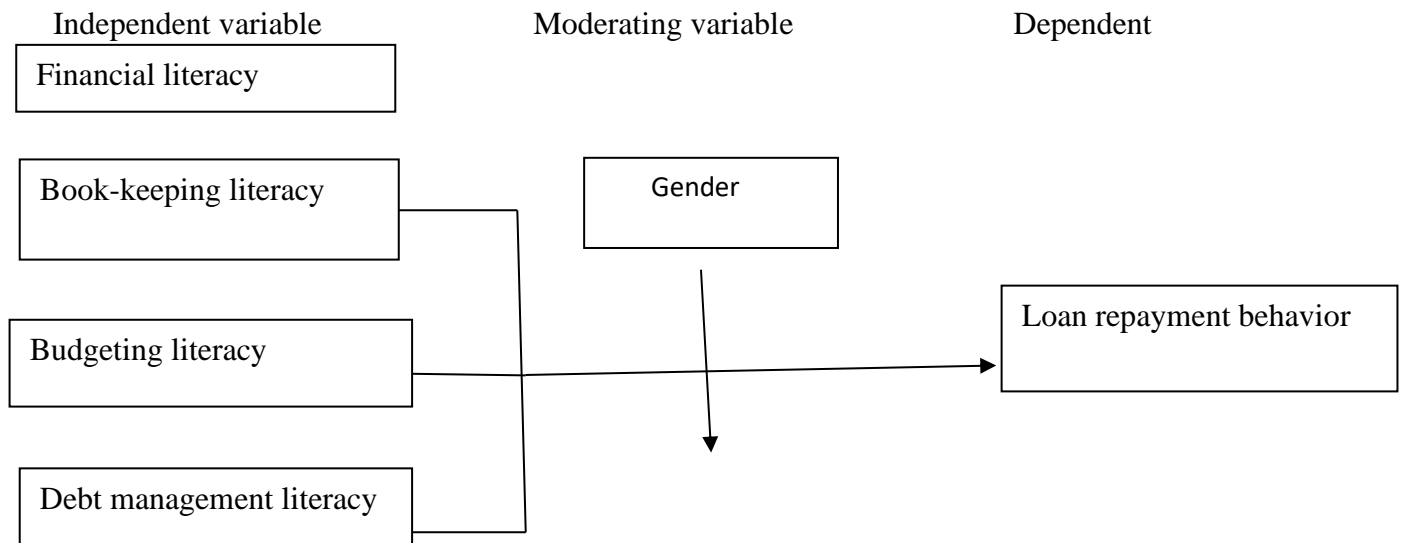 Independent variable Moderating variable Dependent
Financial literacy
Book-keeping literacy
Gender
Budgeting literacy
Loan repayment behavior
Debt management literacy